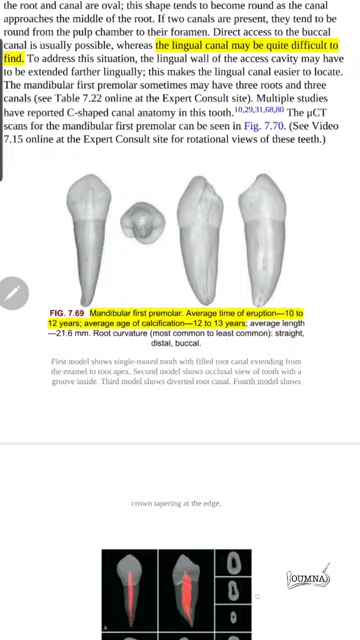 the root and canal are oval; this shape tends to become round as the canal
approaches the middle of the root. If two canals are present, they tend to be
round from the pulp chamber to their foramen. Direct access to the buccal
canal is usually possible, whereas the lingual canal may be quite difficult to
find. To address this situation, the lingual wall of the access cavity may have
to be extended farther lingually; this makes the lingual canal easier to locate.
The mandibular first premolar sometimes may have three roots and three
canals (see Table 7.22 online at the Expert Consult site). Multiple studies
have reported C-shaped canal anatomy in this tooth.10,29,31,68,80 The μCT
scans for the mandibular first premolar can be seen in Fig. 7.70. (See Video
7.15 online at the Expert Consult site for rotational views of these teeth.)
FIG. 7.69 Mandibular first premolar. Average time of eruption—10 to
12 years; average age of calcification—12 to 13 years; average length
—21.6 mm. Root curvature (most common to least common): straight,
distal, buccal.
First model shows single-rooted tooth with filled root canal extending from
the enamel to root apex. Second model shows occlusal view of tooth with a
groove inside. Third model shows diverted root canal. Fourth model shows
crown tapering at the edge.
OUMNA
A